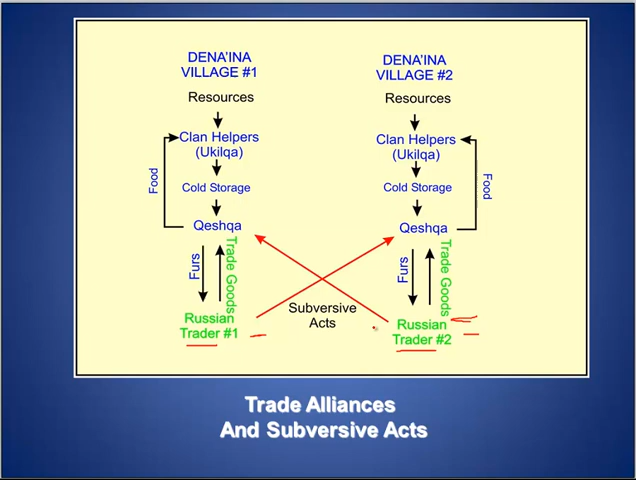 DENA'INA
VILLAGE #1
Resources
Clan Helpers
(Ukilqa)
Cold Storage
Qeshqa
Food
Furs
Trade Goods
Russian
Trader #1
DENA'INA
VILLAGE #2
Resources
Clan Helpers
(Ukilqa)
Cold Storage
Qeshqa
Food
Furs
Trade Goods
Russian
Trader #2
Subversive
Acts
Trade Alliances
And Subversive Acts